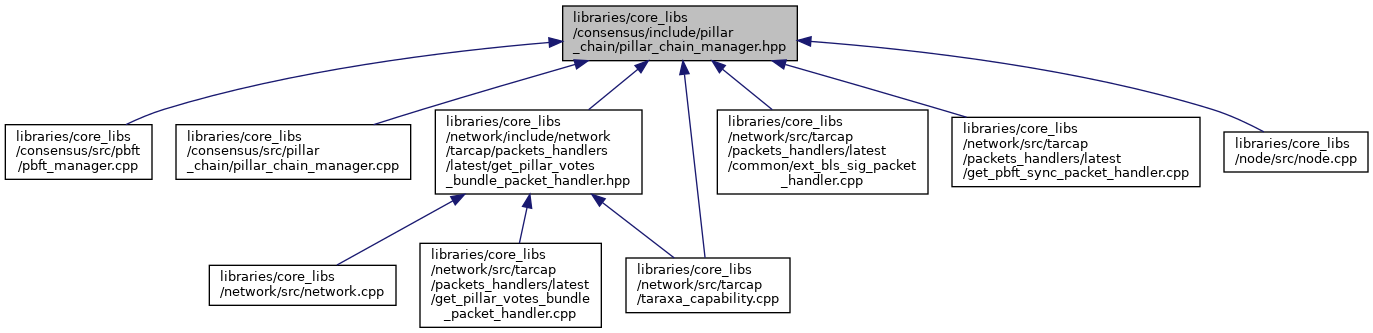 libraries/core_libs
/consensus/include/pillar
_chain/pillar_chain_manager.hpp
libraries/core_libs
/consensus/src/pbft
/pbft_manager.cpp
libraries/core_libs
/consensus/src/pillar
_chain/pillar_chain_manager.cpp
libraries/core_libs
/network/include/network
/tarcap/packets_handlers
/latest/get_pillar_votes
_bundle_packet_handler.hpp
libraries/core_libs
/network/src/tarcap
/packets_handlers/latest
/common/ext_bls_sig_packet
_handler.cpp
libraries/core_libs
/network/src/tarcap
/packets_handlers/latest
/get_pbft_sync_packet_handler.cpp
libraries/core_libs
/node/src/node.cpp
libraries/core_libs
/network/src/network.cpp
libraries/core_libs
/network/src/tarcap
/packets_handlers/latest
/get_pillar_votes_bundle
_packet_handler.cpp
libraries/core_libs
/network/src/tarcap
/taraxa_capability.cpp